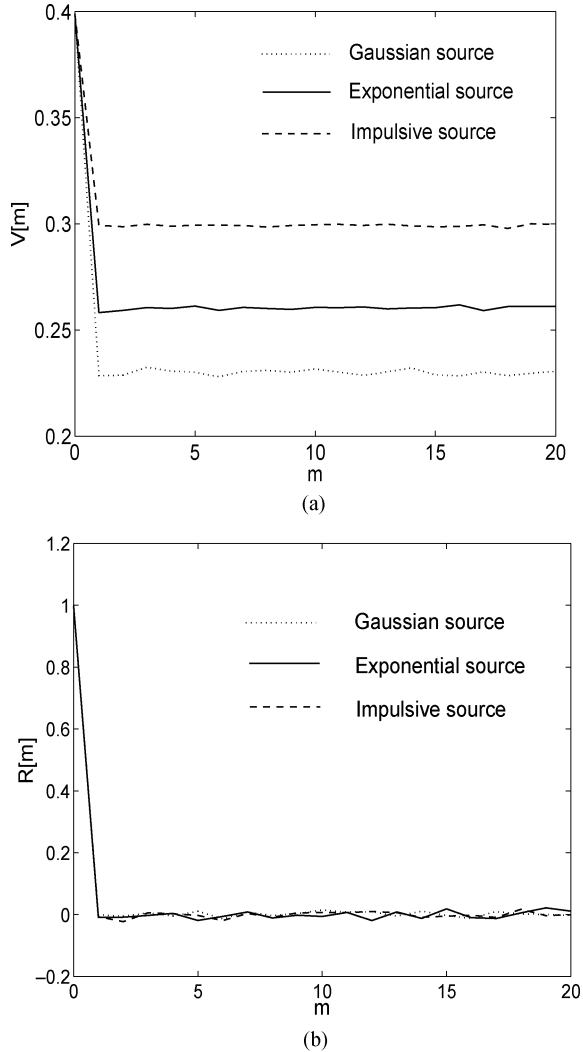 0.4
0.35
0.3
0.25
0.2
V[m]
Gaussian source
Exponential source
Impulsive source
0 5 10 15 20
m
(a)
1.2
1
0.8
0.6
0.4
0.2
0
–0.2
R[m]
Gaussian source
Exponential source
Impulsive source
0 5 10 15 20
m
(b)